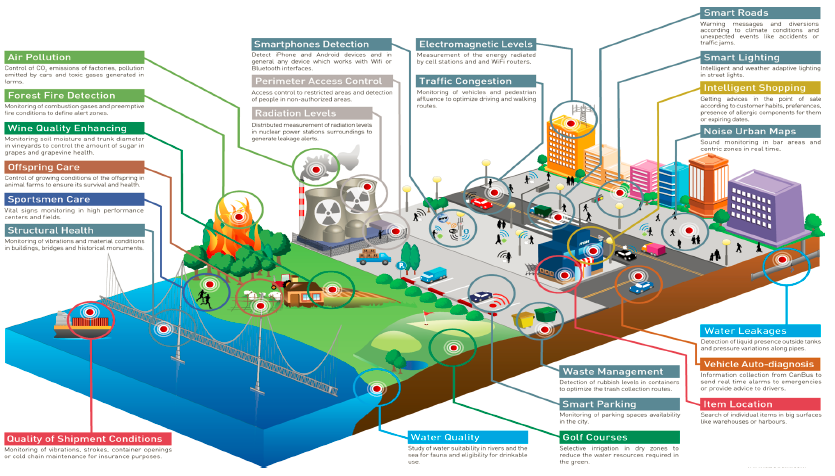 Air Pollution
Control of CO2 emissions of factories, pollution
emitted by cars and toxic gases generated in
farms.
Forest Fire Detection
Monitoring of combustion gases and preemptive
fire conditions to define alert zones.
Wine Quality Enhancing
Monitoring soil moisture and trunk diameter
in vineyards to control the amount of sugar in
grapes and grapevine health.
Offspring Care
Control of growing conditions of the offspring in
animal farms to ensure its survival and health.
Sportsmen Care
Vital signs monitoring in high performance
centers and fields.
Structural Health
Monitoring of vibrations and material conditions
in buildings, bridges and historical monuments.
Quality of Shipment Conditions
Monitoring of vibrations, strokes, container openings
or cold chain maintenance for insurance purposes.
Smartphones Detection
Detect iPhone and Android devices and in
general any device which works with Wifi or
Bluetooth interfaces.
Perimeter Access Control
Access control to restricted areas and detection
of people in non-authorized areas.
Radiation Levels
Distributed measurement of radiation levels
in nuclear power stations surroundings to
generate leakage alerts.
Electromagnetic Levels
Measurement of the energy radiated
by cell stations and and WiFi routers.
Traffic Congestion
Monitoring of vehicles and pedestrian
affluence to optimize driving and walking
routes.
Smart Roads
Warning messages and diversions
according to climate conditions and
unexpected events like accidents or
traffic jams.
Smart Lighting
Intelligent and weather adaptive lighting
in street lights.
Intelligent Shopping
Getting advices in the point of sale
according to customer habits, preferences,
presence of allergic components for them
or expiring dates.
Noise Urban Maps
Sound monitoring in bar areas and
centric zones in real time.
Water Leakages
Detection of liquid presence outside tanks
and pressure variations along pipes.
Vehicle Auto-diagnosis
Information collection from CanBus to
send real time alarms to emergencies
or provide advice to drivers.
Item Location
Search of individual items in big surfaces
like warehouses or harbours.
Waste Management
Detection of rubbish levels in containers
to optimize the trash collection routes.
Smart Parking
Monitoring of parking spaces availability
in the city.
Golf Courses
Selective irrigation in dry zones to
reduce the water resources required in
the green.
Water Quality
Study of water suitability in rivers and the
sea for fauna and eligibility for drinkable
use.